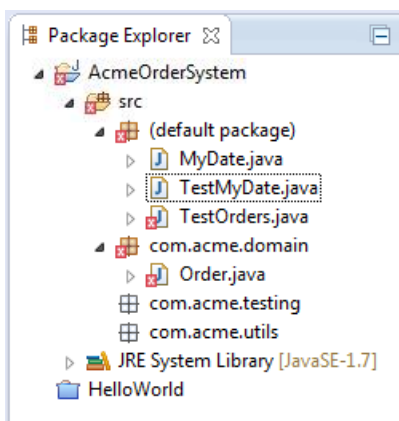 Package Explorer
AcmeOrderSystem
src
(default package)
MyDate.java
TestMyDate.java
TestOrders.java
com.acme.domain
Order.java
com.acme.testing
com.acme.utils
JRE System Library [JavaSE-1.7]
HelloWorld